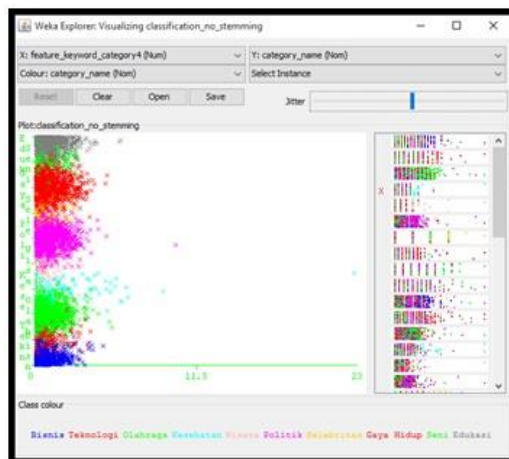 Weka Explorer: Visualizing classification_no_stemming
X: feature_keyword_category4 (Num)
Y: category_name (Nom)
Colour: category_name (Nom)
Select Instance
Reset Clear Open Save
Jitter
Plot:classification_no_stemming
X
0 11.5 23
Class colour
Bisnis Teknologi Olahraga Kesehatan Wisata Politik Selebritas Gaya Hidup Seni Edukasi